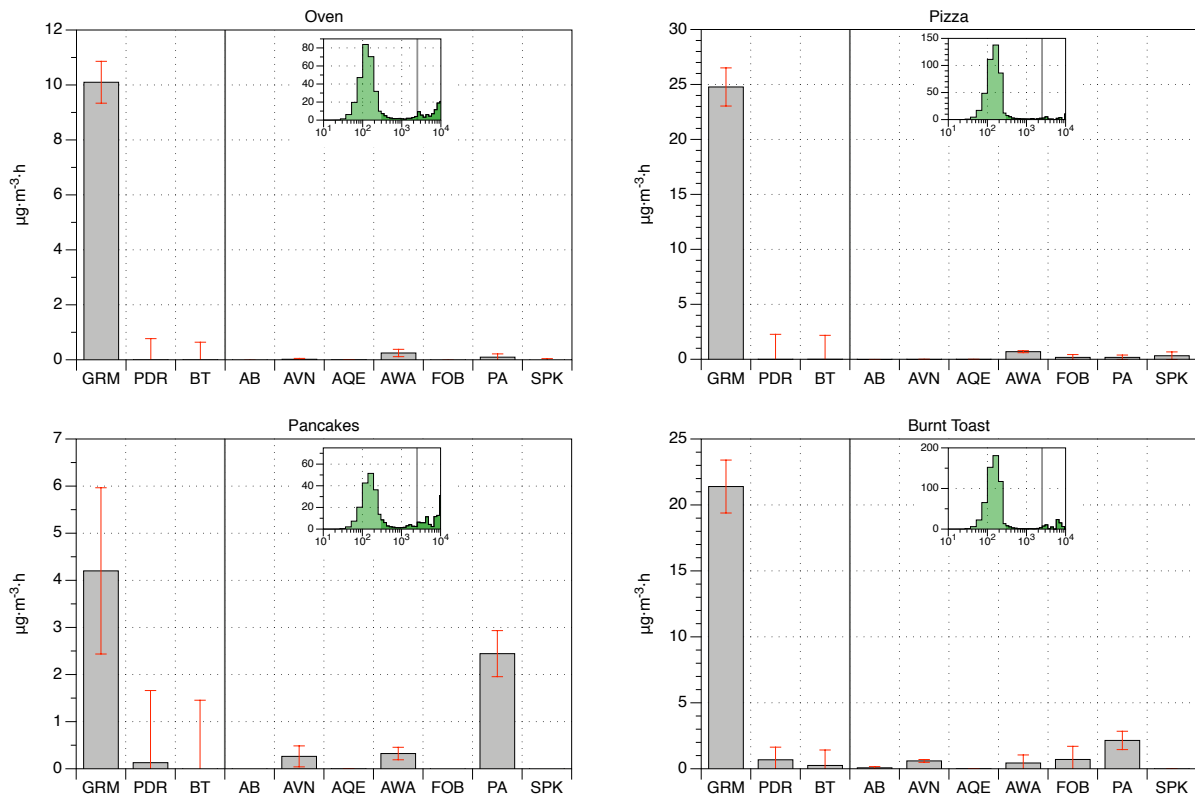 Oven
12
10
8
6
4
2
0
µg·m⁻³·h
80
60
40
20
0
10¹ 10² 10³ 10⁴
GRM PDR BT AB AVN AQE AWA FOB PA SPK
Pizza
30
25
20
15
10
5
0
µg·m⁻³·h
150
100
50
0
10¹ 10² 10³ 10⁴
GRM PDR BT AB AVN AQE AWA FOB PA SPK
Pancakes
7
6
5
4
3
2
1
0
µg·m⁻³·h
60
40
20
0
10¹ 10² 10³ 10⁴
GRM PDR BT AB AVN AQE AWA FOB PA SPK
Burnt Toast
25
20
15
10
5
0
µg·m⁻³·h
200
100
0
10¹ 10² 10³ 10⁴
GRM PDR BT AB AVN AQE AWA FOB PA SPK